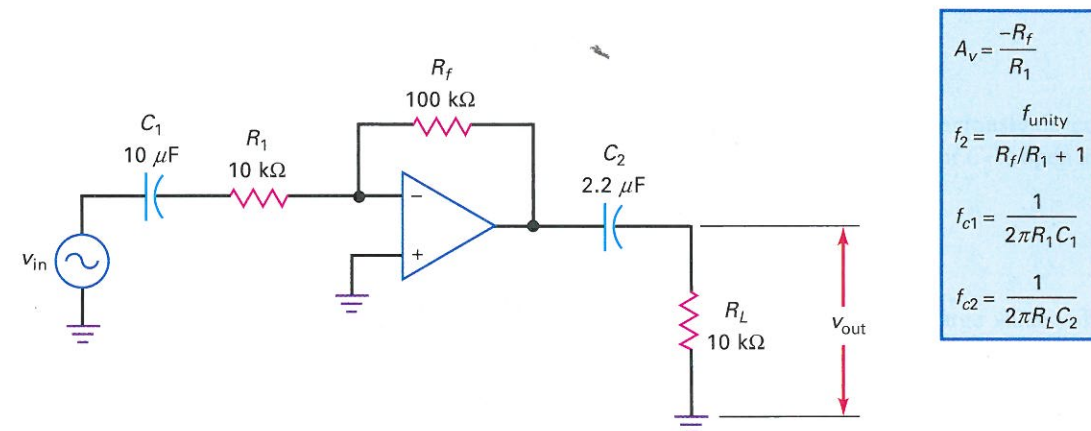 R_f
100 kΩ
C_1
10 μF
R_1
10 kΩ
C_2
2.2 μF
v_in
−
+
R_L
10 kΩ
v_out
A_v = −R_f / R_1
f_2 = f_unity / (R_f/R_1 + 1)
f_c1 = 1 / 2πR_1C_1
f_c2 = 1 / 2πR_LC_2